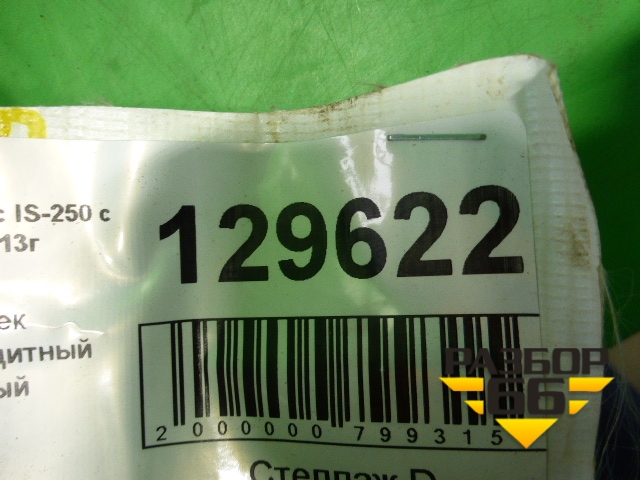 с IS-250 с
13г
129622
ек
дитный
ый
2000000799315
Стеллаж D
РАЗБОР
66